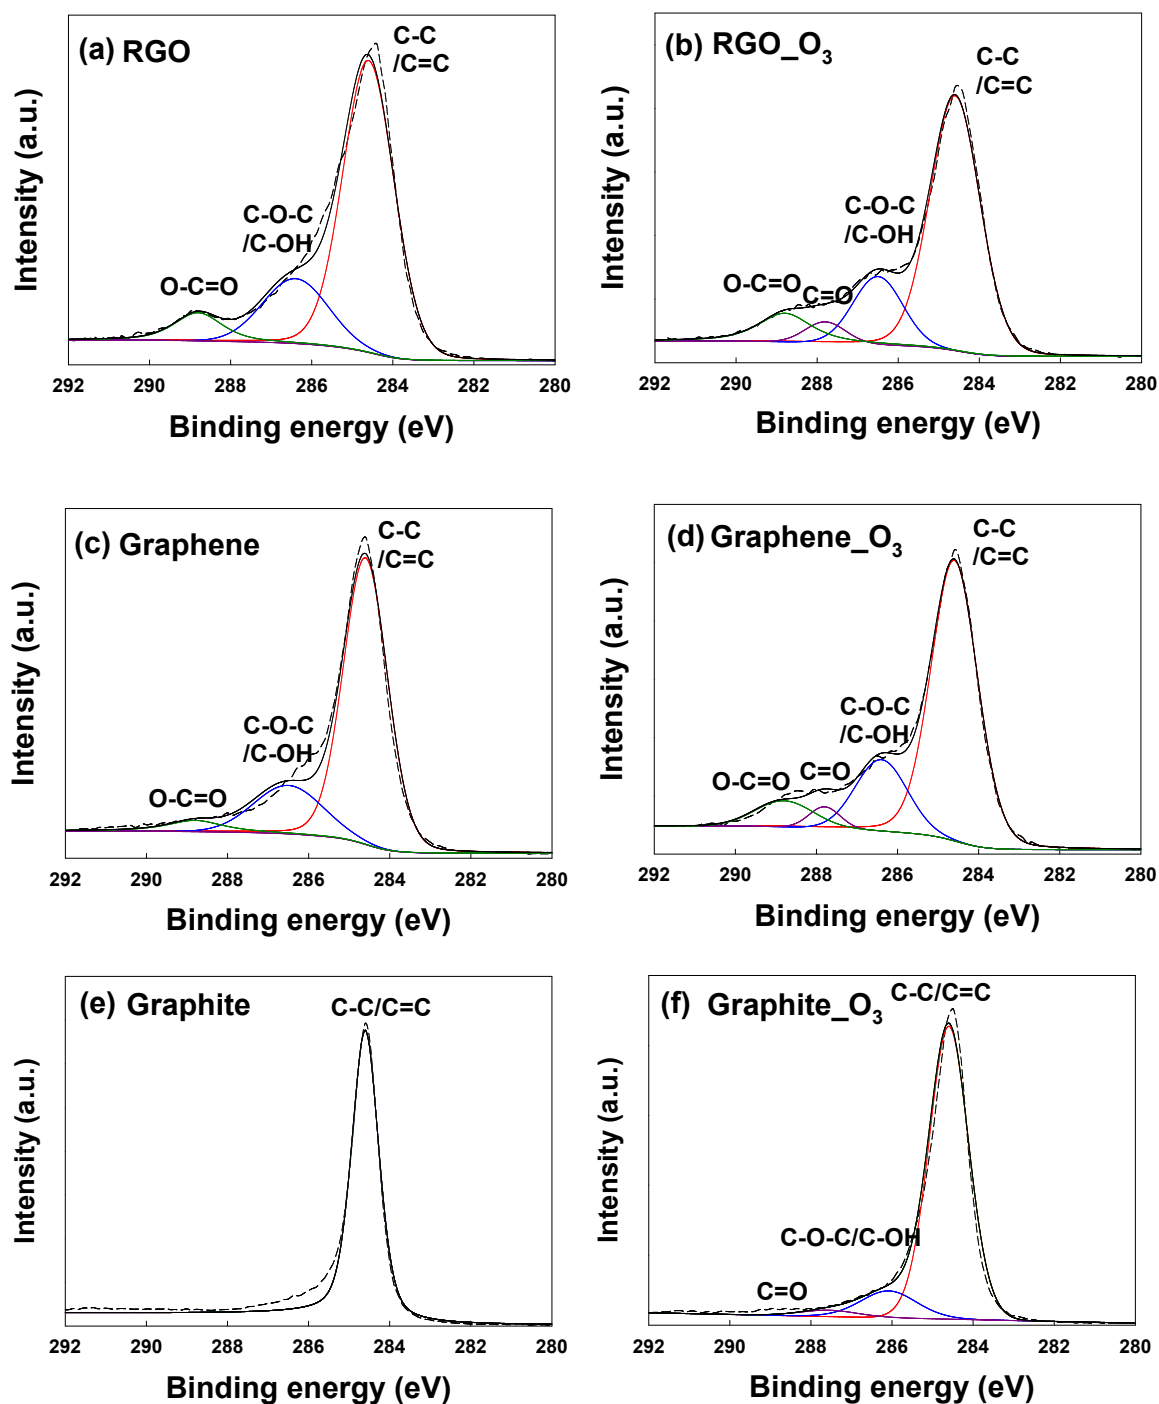 (a) RGO
C-C
/C=C
C-O-C
/C-OH
O-C=O
Intensity (a.u.)
292 290 288 286 284 282 280
Binding energy (eV)
(b) RGO_O3
C-C
/C=C
C-O-C
/C-OH
O-C=O
C=O
Intensity (a.u.)
292 290 288 286 284 282 280
Binding energy (eV)
(c) Graphene
C-C
/C=C
C-O-C
/C-OH
O-C=O
Intensity (a.u.)
292 290 288 286 284 282 280
Binding energy (eV)
(d) Graphene_O3
C-C
/C=C
C-O-C
/C-OH
O-C=O
C=O
Intensity (a.u.)
292 290 288 286 284 282 280
Binding energy (eV)
(e) Graphite
C-C/C=C
Intensity (a.u.)
292 290 288 286 284 282 280
Binding energy (eV)
(f) Graphite_O3
C-C/C=C
C-O-C/C-OH
C=O
Intensity (a.u.)
292 290 288 286 284 282 280
Binding energy (eV)